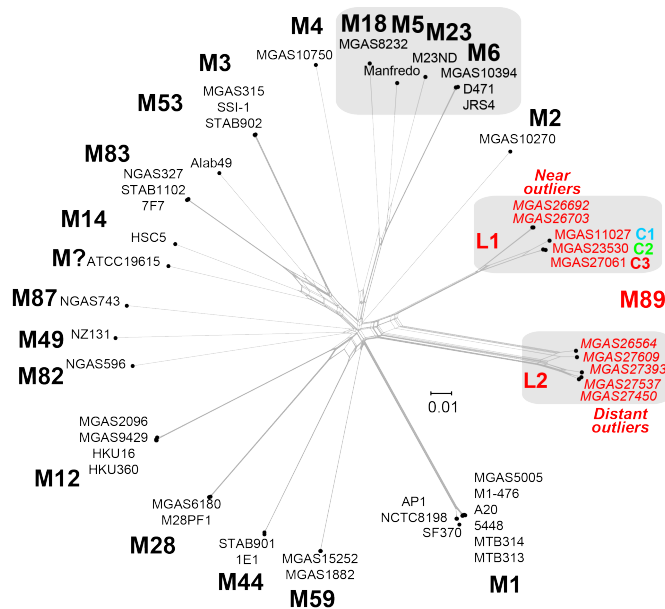 M4
MGAS10750
M18
MGAS8232
M5
Manfredo
M23
M23ND
M6
MGAS10394
D471
JRS4
M2
MGAS10270
M3
MGAS315
SSI-1
STAB902
M53
Alab49
M83
NGAS327
STAB1102
7F7
M14
HSC5
M?
ATCC19615
M87
NGAS743
M49
NZ131
M82
NGAS596
Near
outliers
MGAS26692
MGAS26703
L1
MGAS11027 C1
MGAS23530 C2
MGAS27061 C3
M89
MGAS26564
MGAS27609
MGAS27393
MGAS27537
MGAS27450
L2
Distant
outliers
0.01
MGAS2096
MGAS9429
HKU16
HKU360
M12
MGAS6180
M28PF1
M28
STAB901
1E1
M44
MGAS15252
MGAS1882
M59
AP1
NCTC8198
SF370
MGAS5005
M1-476
A20
5448
MTB314
MTB313
M1